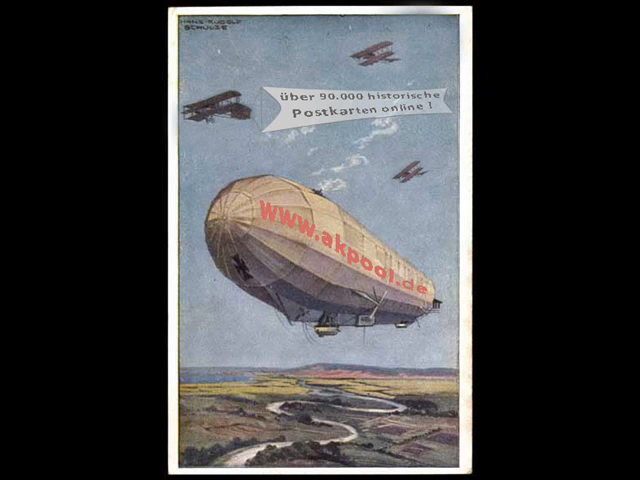 HANS RUDOLF
SCHULZE
über 90.000 historische
Postkarten online !
www.akpool.de